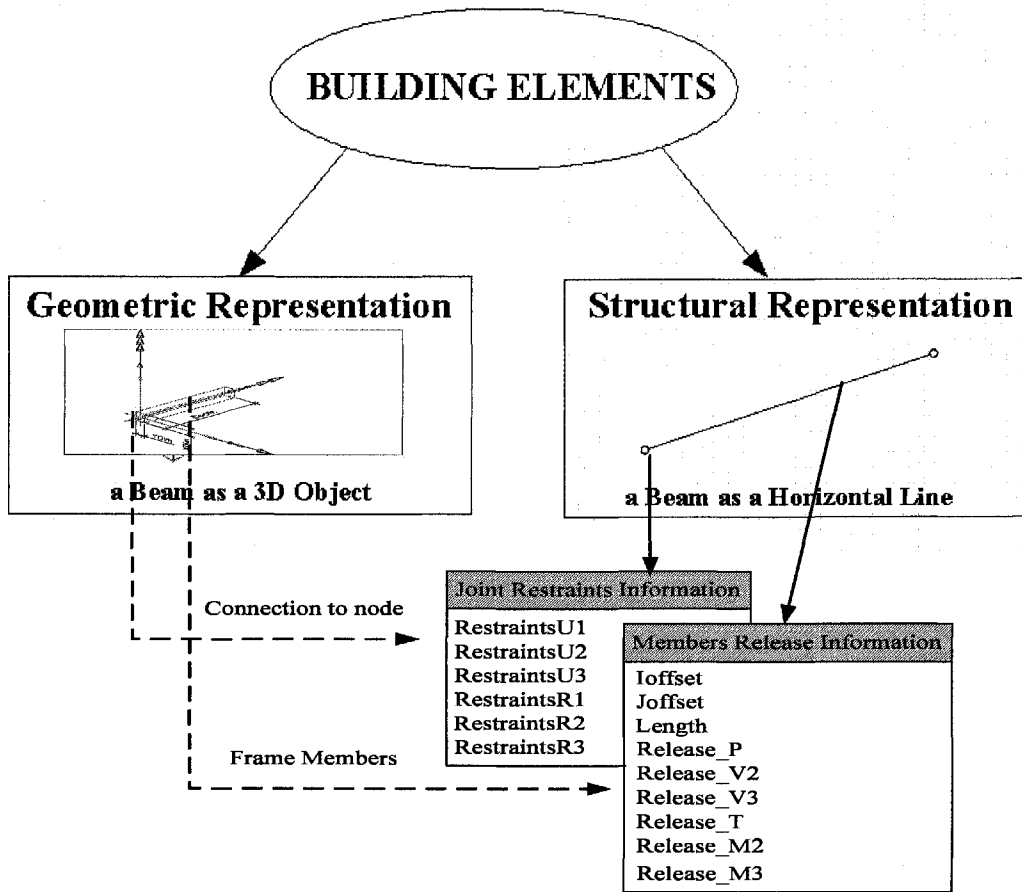 BUILDING ELEMENTS
Geometric Representation
a Beam as a 3D Object
Structural Representation
a Beam as a Horizontal Line
Connection to node
Frame Members
Joint Restraints Information
RestraintsU1
RestraintsU2
RestraintsU3
RestraintsR1
RestraintsR2
RestraintsR3
Members Release Information
Ioffset
Joffset
Length
Release_P
Release_V2
Release_V3
Release_T
Release_M2
Release_M3